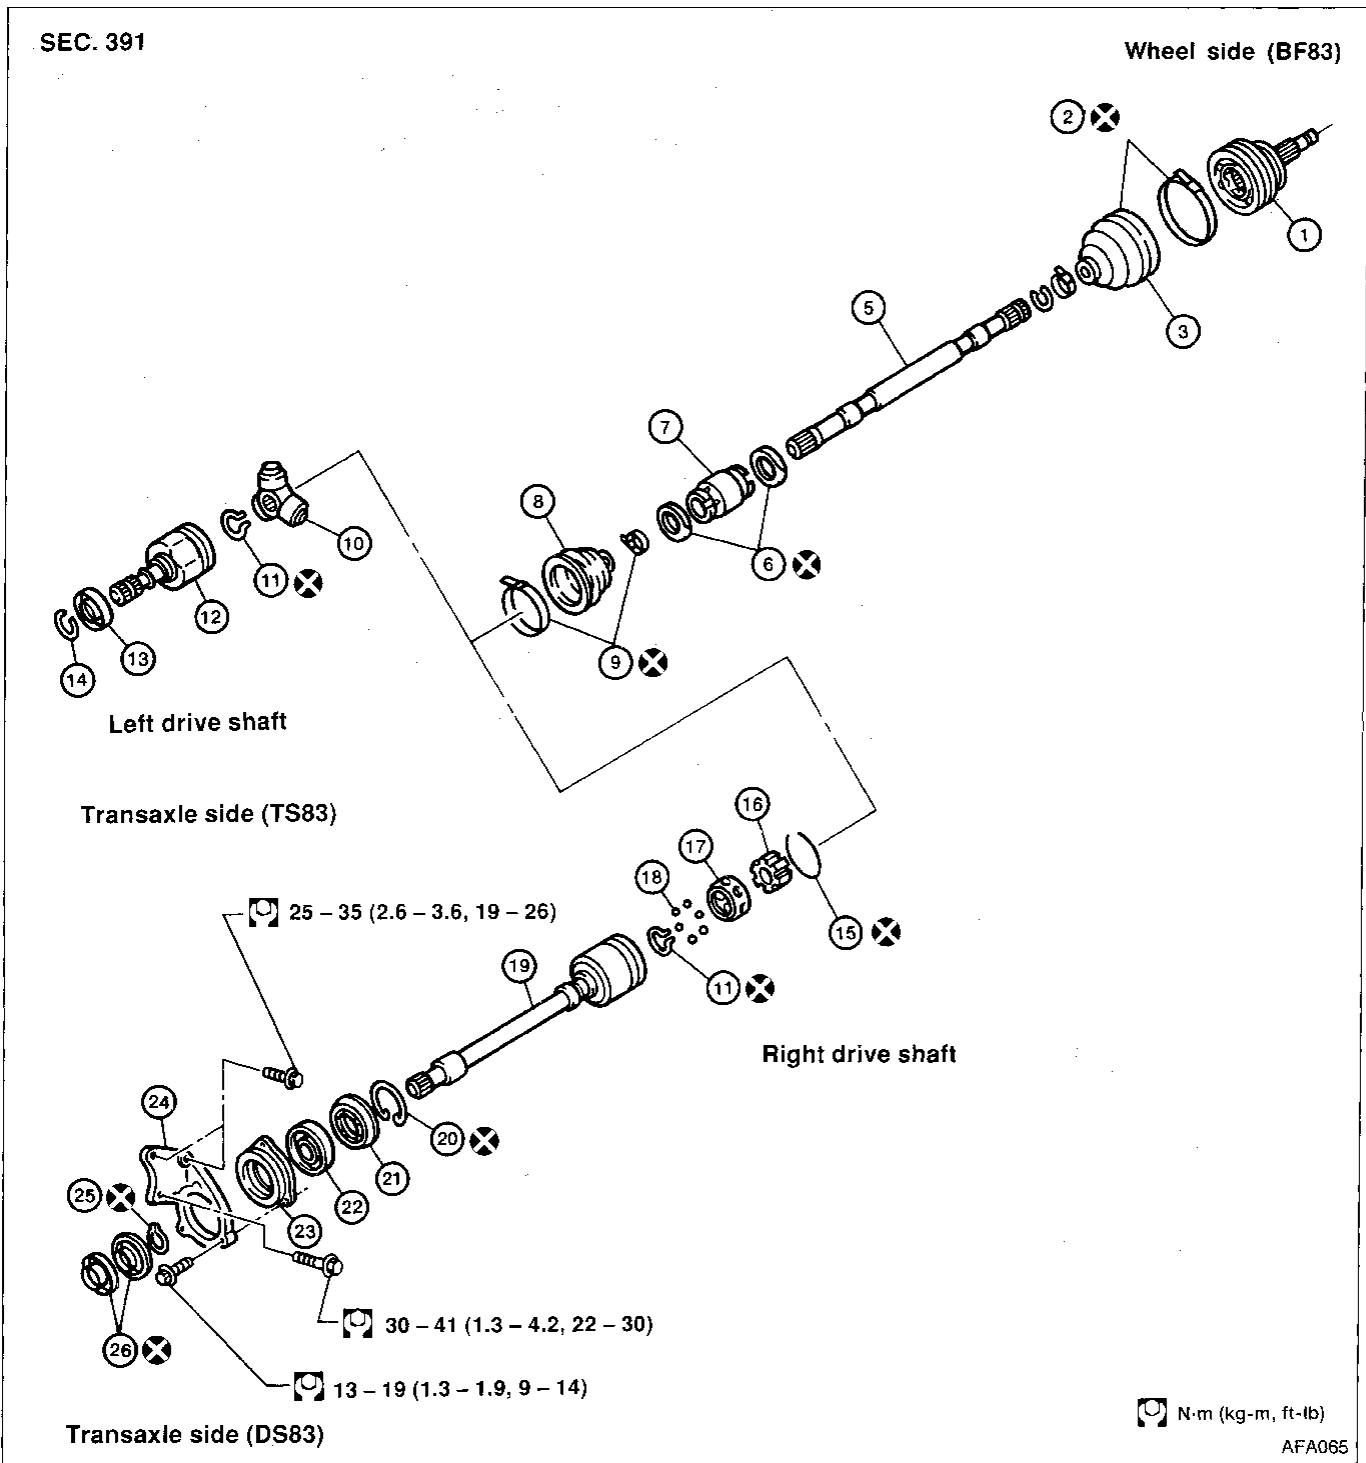 SEC. 391
Wheel side (BF83)
2
1
3
5
7
8
6
9
10
11
12
13
14
Left drive shaft
Transaxle side (TS83)
16
17
18
15
11
19
25 – 35 (2.6 – 3.6, 19 – 26)
Right drive shaft
24
20
21
22
23
25
26
30 – 41 (1.3 – 4.2, 22 – 30)
13 – 19 (1.3 – 1.9, 9 – 14)
Transaxle side (DS83)
N·m (kg-m, ft-lb)
AFA065